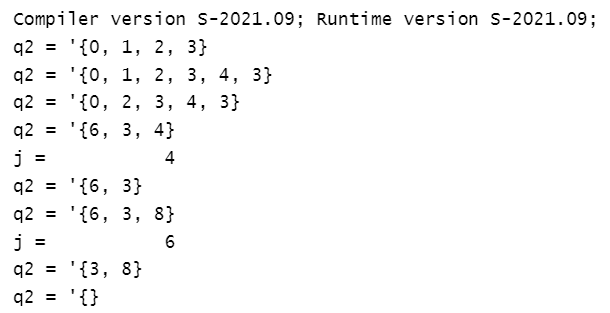 Compiler version S-2021.09; Runtime version S-2021.09;
q2 = '{0, 1, 2, 3}
q2 = '{0, 1, 2, 3, 4, 3}
q2 = '{0, 2, 3, 4, 3}
q2 = '{6, 3, 4}
j =           4
q2 = '{6, 3}
q2 = '{6, 3, 8}
j =           6
q2 = '{3, 8}
q2 = '{}